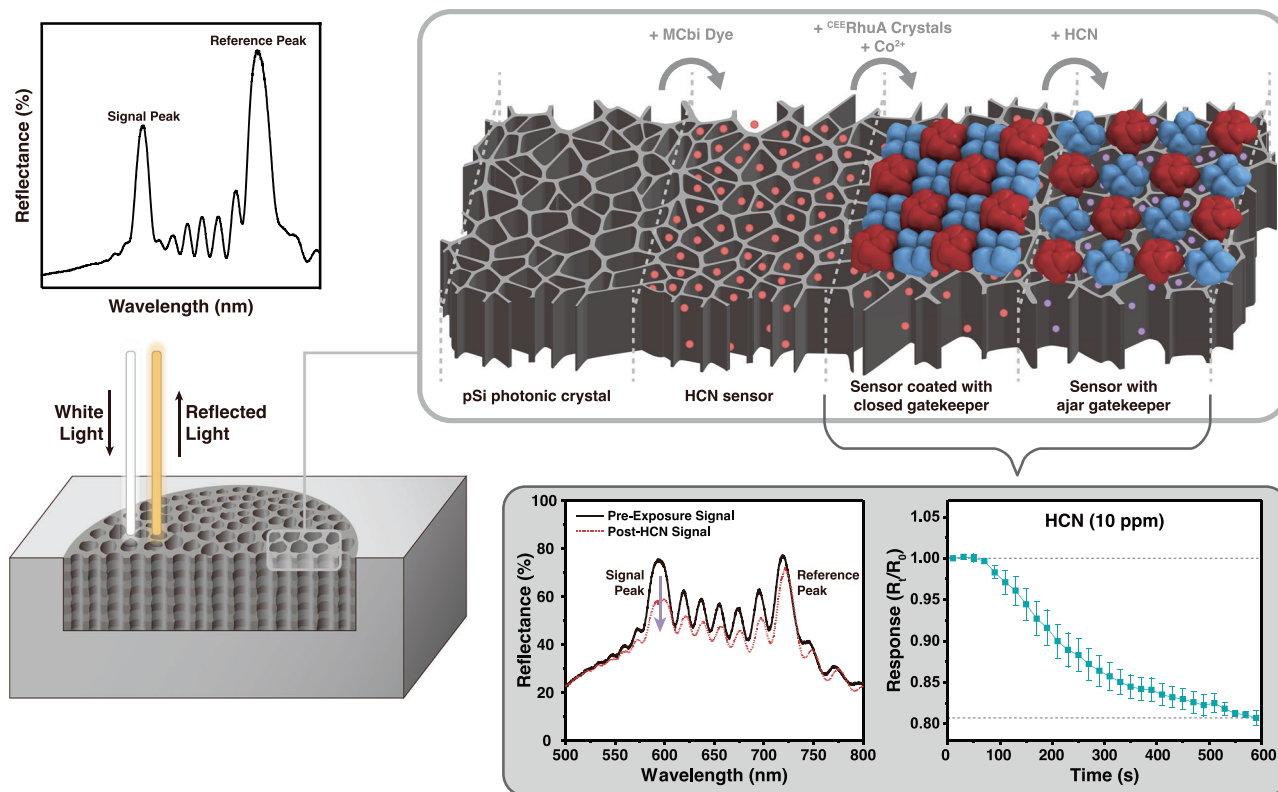 Reflectance (%)
Signal Peak
Reference Peak
Wavelength (nm)
White
Light
Reflected
Light
+ MCbi Dye
+ ᶜᴱᴱRhuA Crystals
+ Co²⁺
+ HCN
pSi photonic crystal
HCN sensor
Sensor coated with
closed gatekeeper
Sensor with
ajar gatekeeper
Reflectance (%)
100
80
60
40
20
0
Pre-Exposure Signal
Post-HCN Signal
Signal
Peak
Reference
Peak
500 550 600 650 700 750 800
Wavelength (nm)
Response (Rₜ/R₀)
1.05
1.00
0.95
0.90
0.85
0.80
HCN (10 ppm)
0 100 200 300 400 500 600
Time (s)